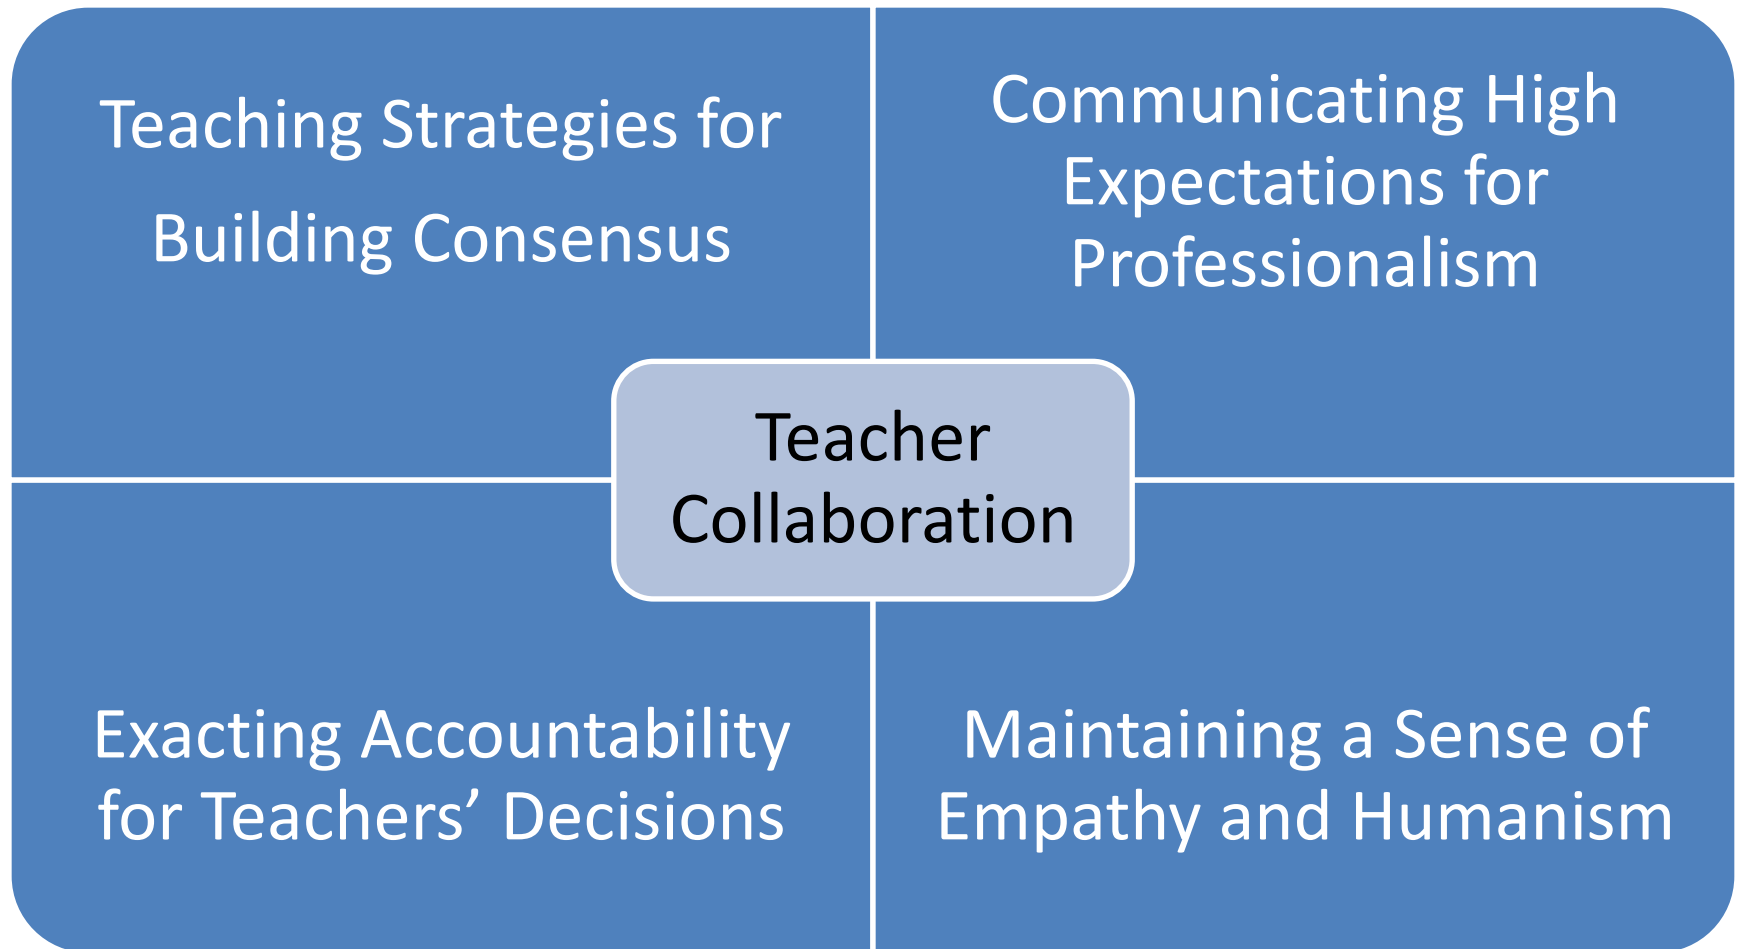 Teaching Strategies for
Building Consensus
Communicating High
Expectations for
Professionalism
Teacher
Collaboration
Exacting Accountability
for Teachers’ Decisions
Maintaining a Sense of
Empathy and Humanism